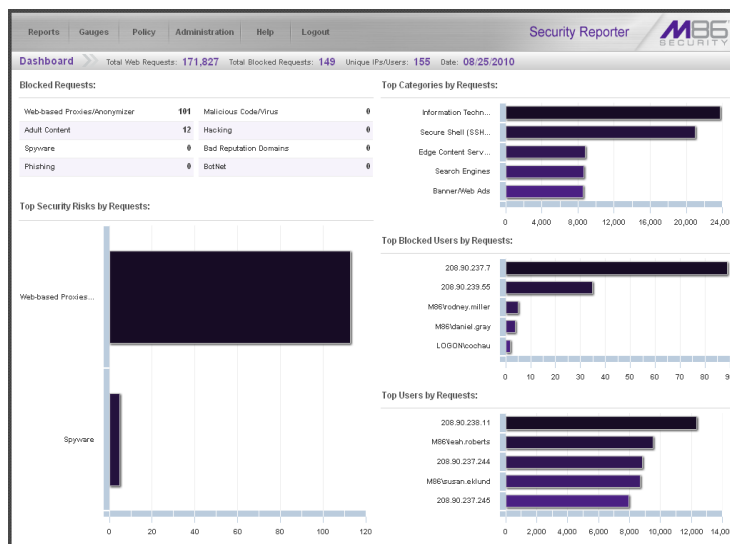 Reports Gauges Policy Administration Help Logout
Security Reporter
M86
SECURITY
Dashboard Total Web Requests: 171,827 Total Blocked Requests: 149 Unique IPs/Users: 155 Date: 08/25/2010
Blocked Requests:
Web-based Proxies/Anonymizer 101 Malicious Code/Virus 0
Adult Content 12 Hacking 0
Spyware 0 Bad Reputation Domains 0
Phishing 0 BotNet 0
Top Security Risks by Requests:
Web-based Proxies...
Spyware
0 20 40 60 80 100 120
Top Categories by Requests:
Information Techn...
Secure Shell (SSH...
Edge Content Serv...
Search Engines
Banner/Web Ads
0 4,000 8,000 12,000 16,000 20,000 24,00
Top Blocked Users by Requests:
208.90.237.7
208.90.239.55
M86\rodney.miller
M86\daniel.gray
LOGON\cochau
0 10 20 30 40 50 60 70 80 9
Top Users by Requests:
208.90.238.11
M86\leah.roberts
208.90.237.244
M86\susan.eklund
208.90.237.245
0 2,000 4,000 6,000 8,000 10,000 12,000 14,00